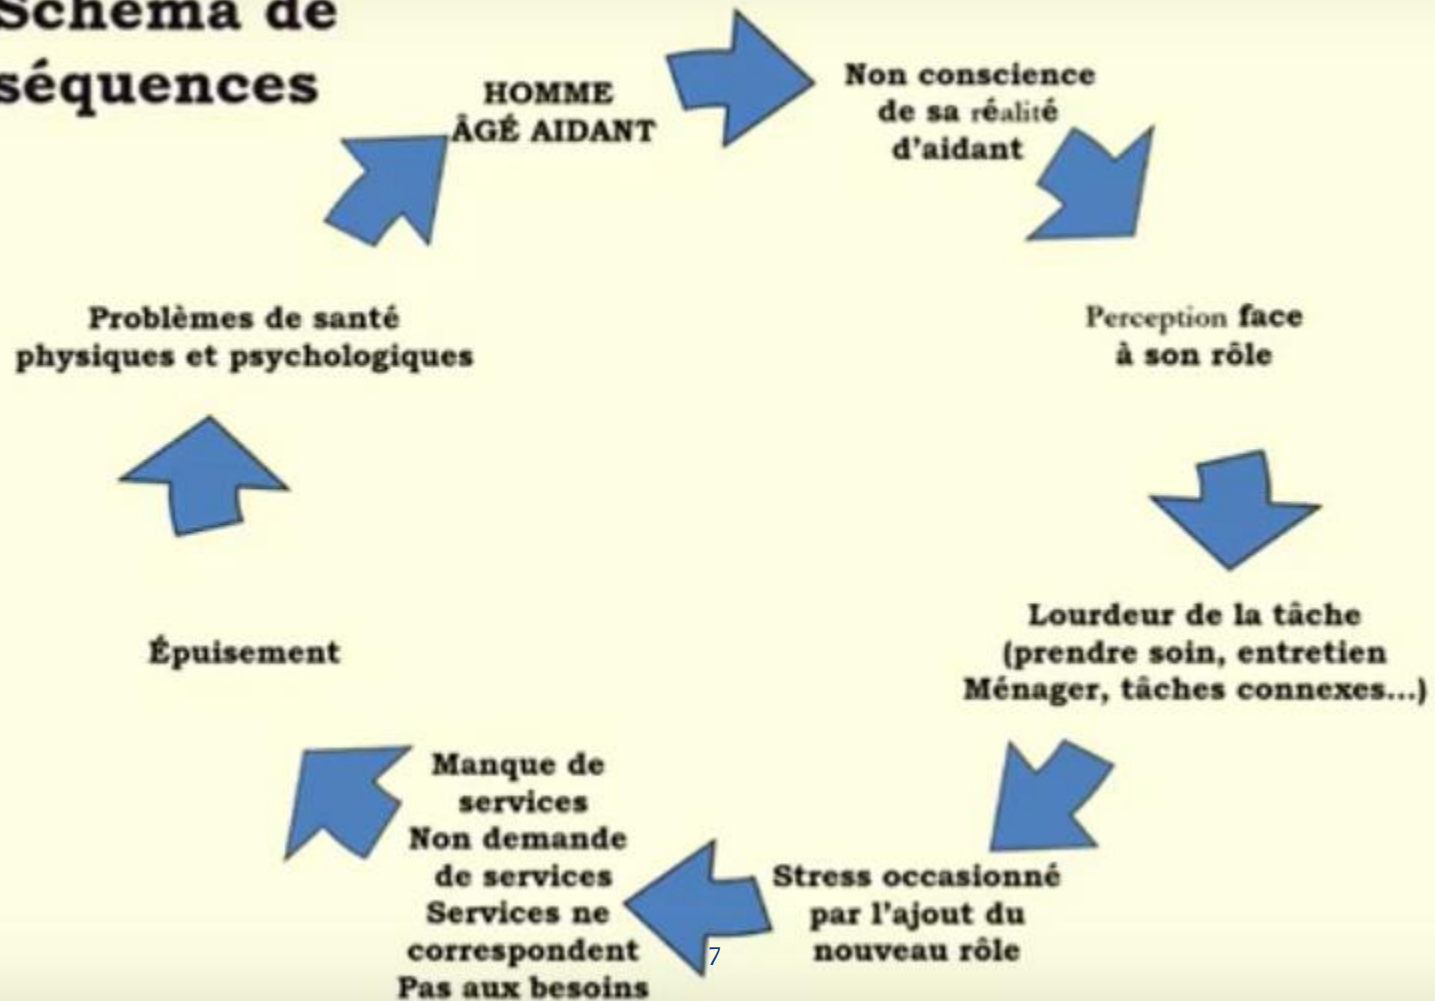 Schéma de
séquences
HOMME
ÂGÉ AIDANT
Non conscience
de sa réalité
d'aidant
Perception face
à son rôle
Lourdeur de la tâche
(prendre soin, entretien
Ménager, tâches connexes...)
Stress occasionné
par l'ajout du
nouveau rôle
Manque de
services
Non demande
de services
Services ne
correspondent
Pas aux besoins
Épuisement
Problèmes de santé
physiques et psychologiques
7